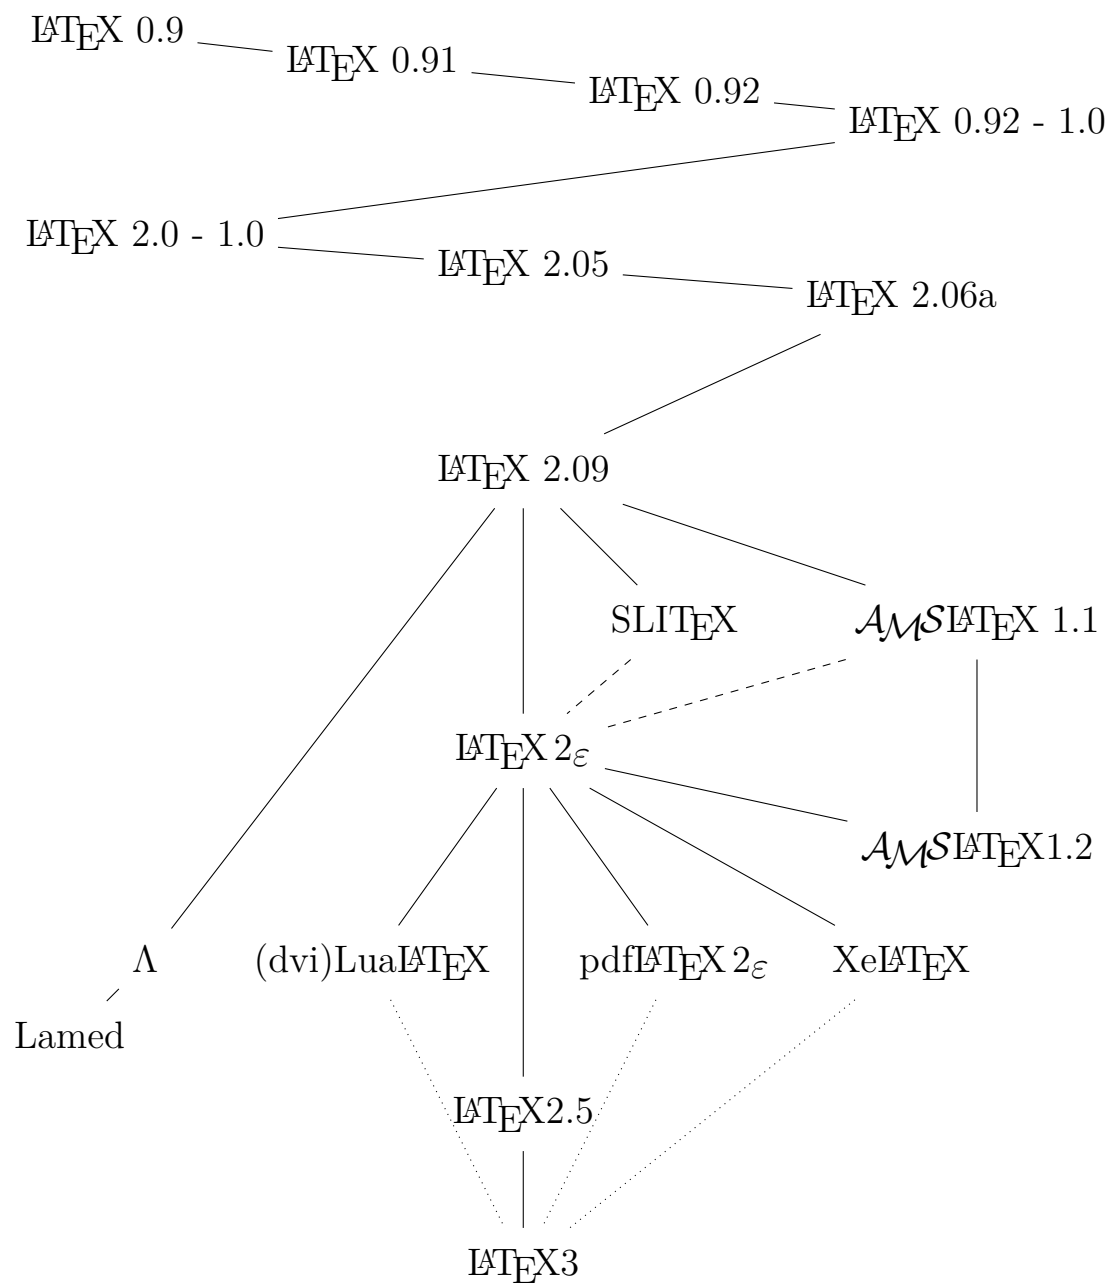 LATEX 0.9
LATEX 0.91
LATEX 0.92
LATEX 0.92 - 1.0
LATEX 2.0 - 1.0
LATEX 2.05
LATEX 2.06a
LATEX 2.09
SLITEX
AMSLATEX 1.1
LATEX 2ε
AMSLATEX1.2
Λ
(dvi)LuaLATEX
pdfLATEX 2ε
XeLATEX
Lamed
LATEX2.5
LATEX3